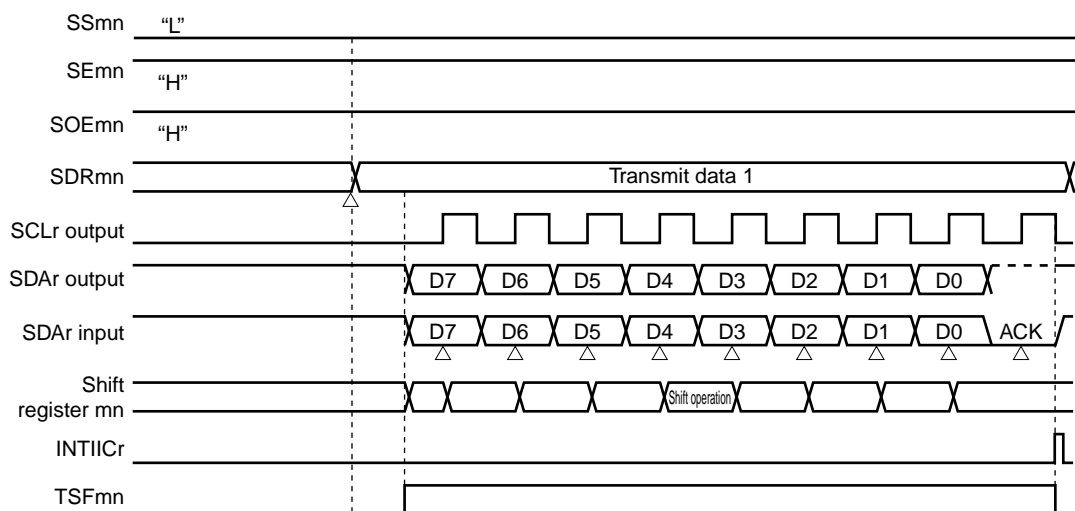 SSmn “L”
SEmn “H”
SOEmn “H”
SDRmn Transmit data 1
SCLr output
SDAr output D7 D6 D5 D4 D3 D2 D1 D0
SDAr input D7 D6 D5 D4 D3 D2 D1 D0 ACK
Shift
register mn Shift operation
INTIICr
TSFmn